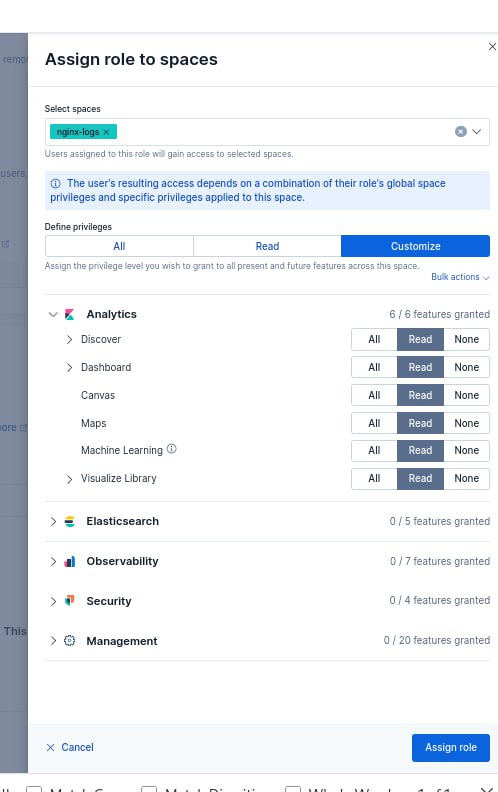 Assign role to spaces
remo
Select spaces
nginx-logs
Users assigned to this role will gain access to selected spaces.
users.
The user's resulting access depends on a combination of their role's global space
privileges and specific privileges applied to this space.
Define privileges
All Read Customize
Assign the privilege level you wish to grant to all present and future features across this space.
Bulk actions
Analytics 6 / 6 features granted
Discover All Read None
Dashboard All Read None
Canvas All Read None
Maps All Read None
ore
Machine Learning All Read None
Visualize Library All Read None
Elasticsearch 0 / 5 features granted
Observability 0 / 7 features granted
Security 0 / 4 features granted
This
Management 0 / 20 features granted
Cancel Assign role